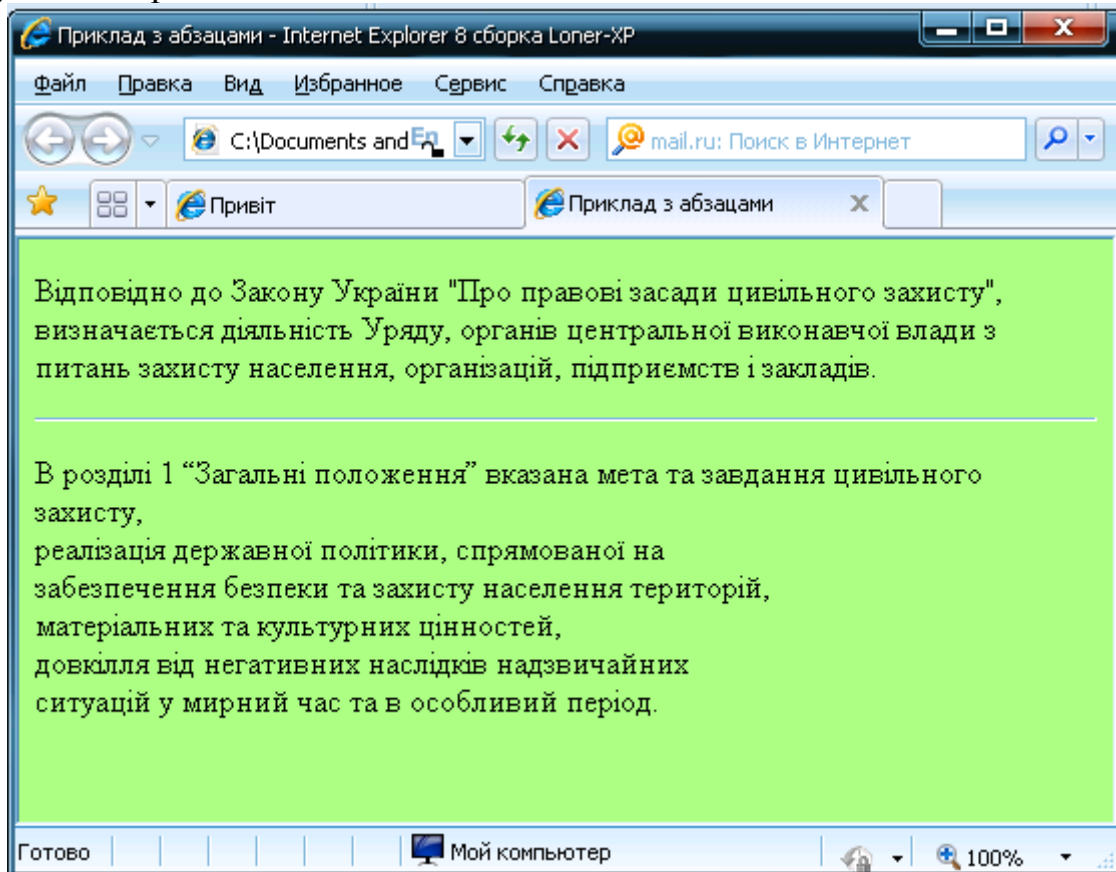 Приклад з абзацами - Internet Explorer 8 сборка Loner-XP
Файл Правка Вид Избранное Сервис Справка
C:\Documents and En mail.ru: Поиск в Интернет
Привіт Приклад з абзацами
Відповідно до Закону України "Про правові засади цивільного захисту",
визначається діяльність Уряду, органів центральної виконавчої влади з
питань захисту населення, організацій, підприємств і закладів.
В розділі 1 “Загальні положення” вказана мета та завдання цивільного
захисту,
реалізація державної політики, спрямованої на
забезпечення безпеки та захисту населення територій,
матеріальних та культурних цінностей,
довкілля від негативних наслідків надзвичайних
ситуацій у мирний час та в особливий період.
Готово Мой компьютер 100%